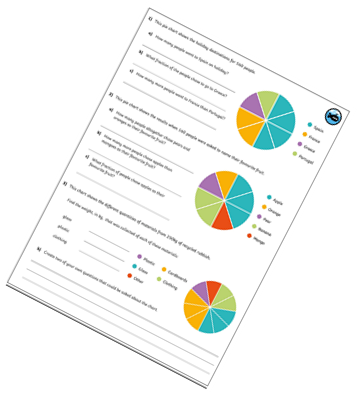 1) This pie chart shows the holiday destinations for 160 people.
a) How many people went to Spain on holiday?
b) What fraction of the people chose to go to Greece?
c) How many more people went to France than Portugal?
Spain
France
Greece
Portugal
2) This pie chart shows the results when 160 people were asked to name their favourite fruit.
a) How many people altogether chose pears and
oranges as their favourite fruit?
b) How many more people chose apples than
mangoes as their favourite fruit?
c) What fraction of people chose apples as their
favourite fruit?
Apple
Orange
Pear
Banana
Mango
3) This chart shows the different quantities of materials from 250kg of recycled rubbish.
Find the weight, in kg, that was collected of each of these materials:
glass
plastic
clothing
Plastic
Cardboards
Glass
Clothing
Other
b) Create two of your own questions that could be asked about the chart.